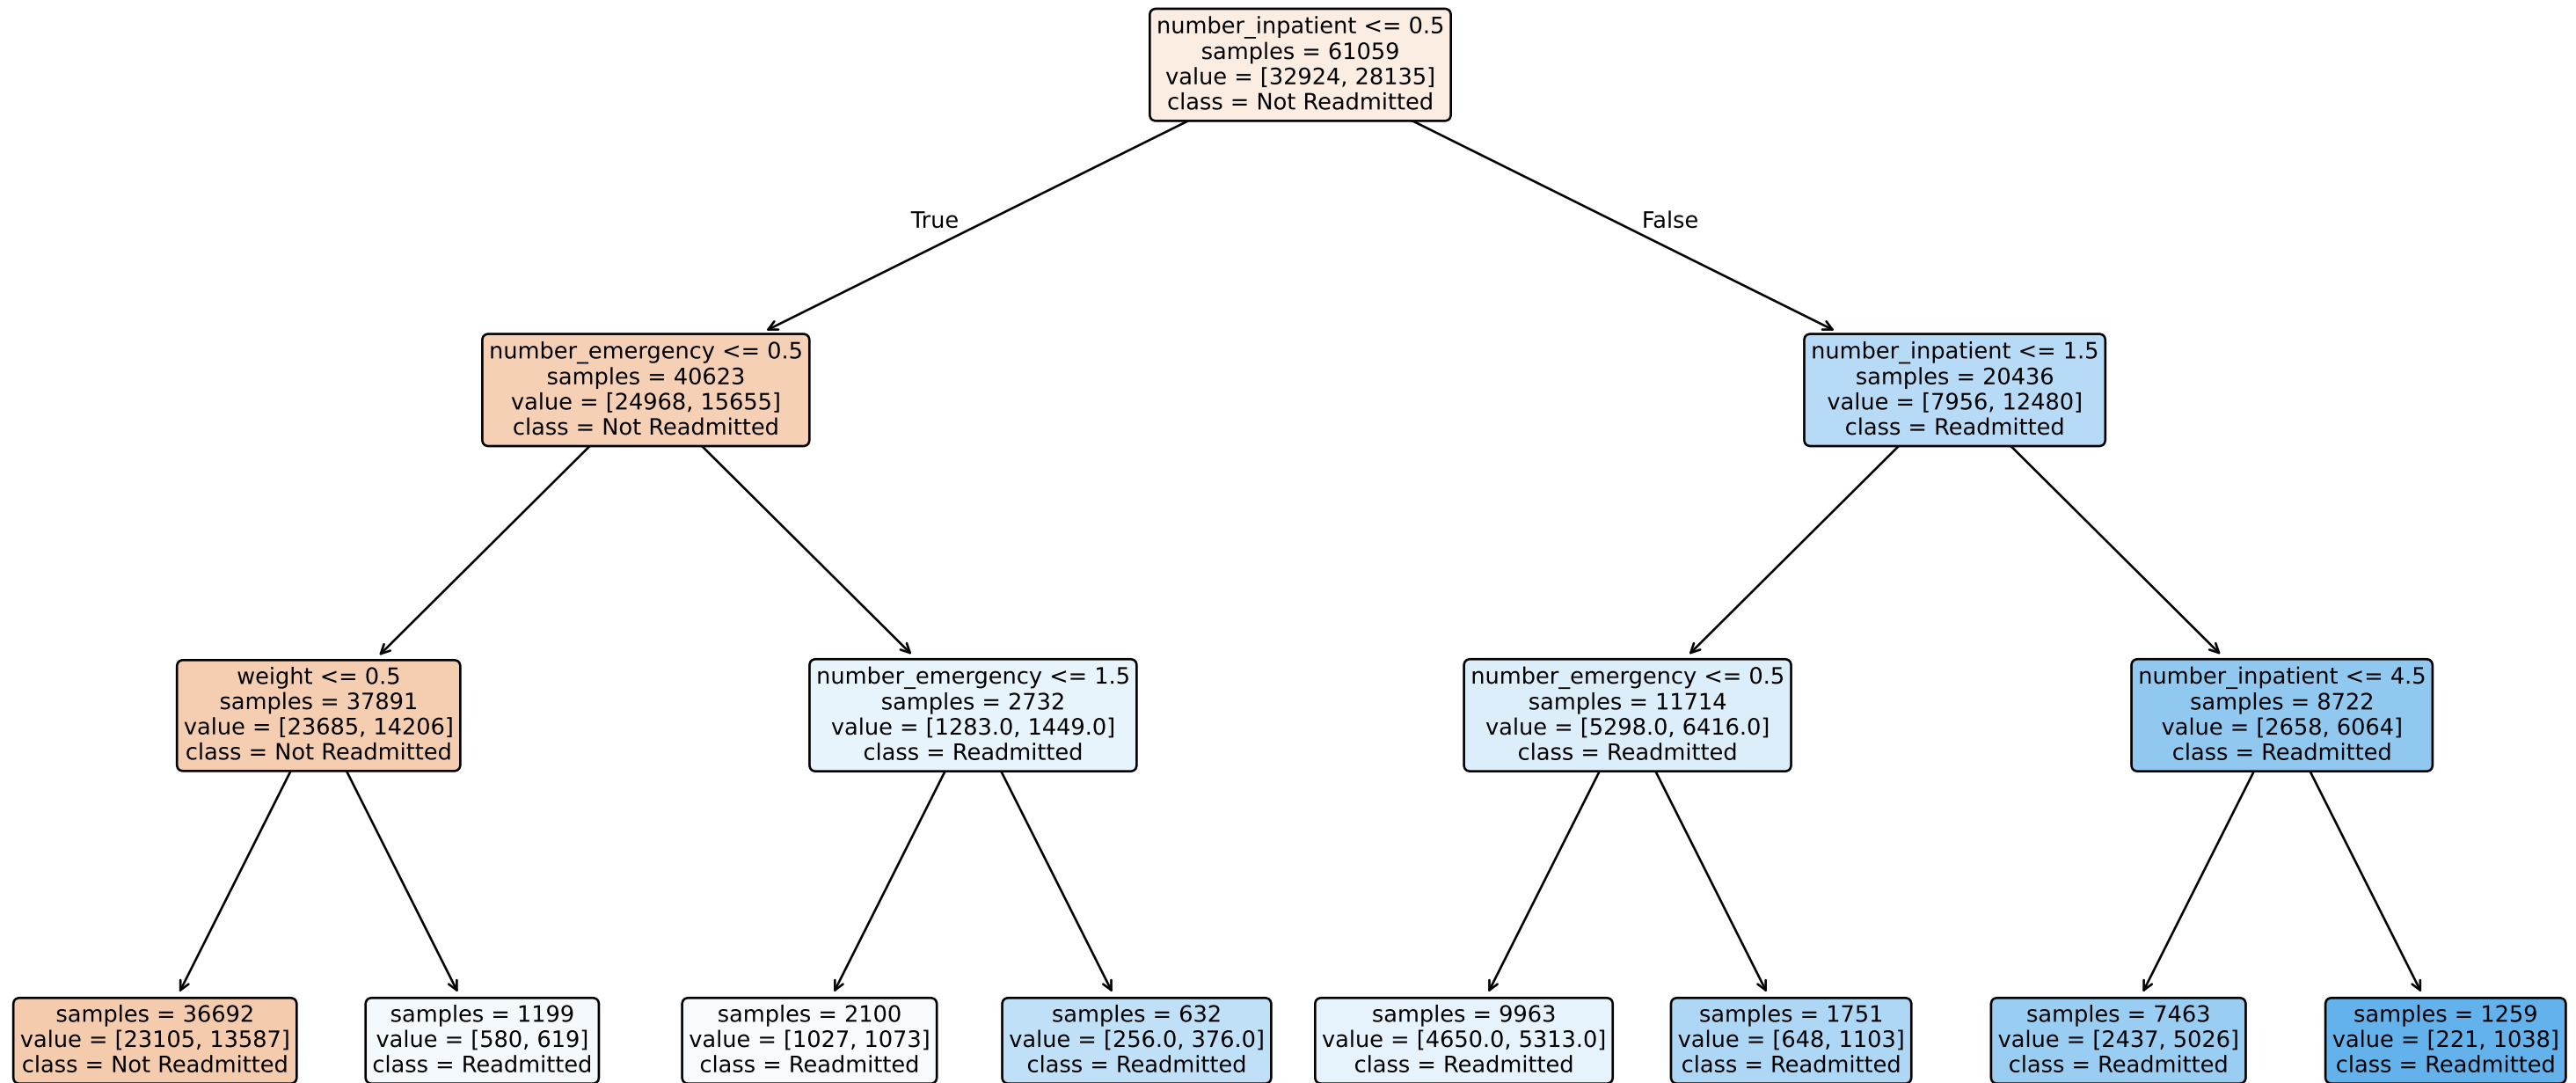 number_inpatient <= 0.5
samples = 61059
value = [32924, 28135]
class = Not Readmitted
True
False
number_emergency <= 0.5
samples = 40623
value = [24968, 15655]
class = Not Readmitted
number_inpatient <= 1.5
samples = 20436
value = [7956, 12480]
class = Readmitted
weight <= 0.5
samples = 37891
value = [23685, 14206]
class = Not Readmitted
number_emergency <= 1.5
samples = 2732
value = [1283.0, 1449.0]
class = Readmitted
number_emergency <= 0.5
samples = 11714
value = [5298.0, 6416.0]
class = Readmitted
number_inpatient <= 4.5
samples = 8722
value = [2658, 6064]
class = Readmitted
samples = 36692
value = [23105, 13587]
class = Not Readmitted
samples = 1199
value = [580, 619]
class = Readmitted
samples = 2100
value = [1027, 1073]
class = Readmitted
samples = 632
value = [256.0, 376.0]
class = Readmitted
samples = 9963
value = [4650.0, 5313.0]
class = Readmitted
samples = 1751
value = [648, 1103]
class = Readmitted
samples = 7463
value = [2437, 5026]
class = Readmitted
samples = 1259
value = [221, 1038]
class = Readmitted